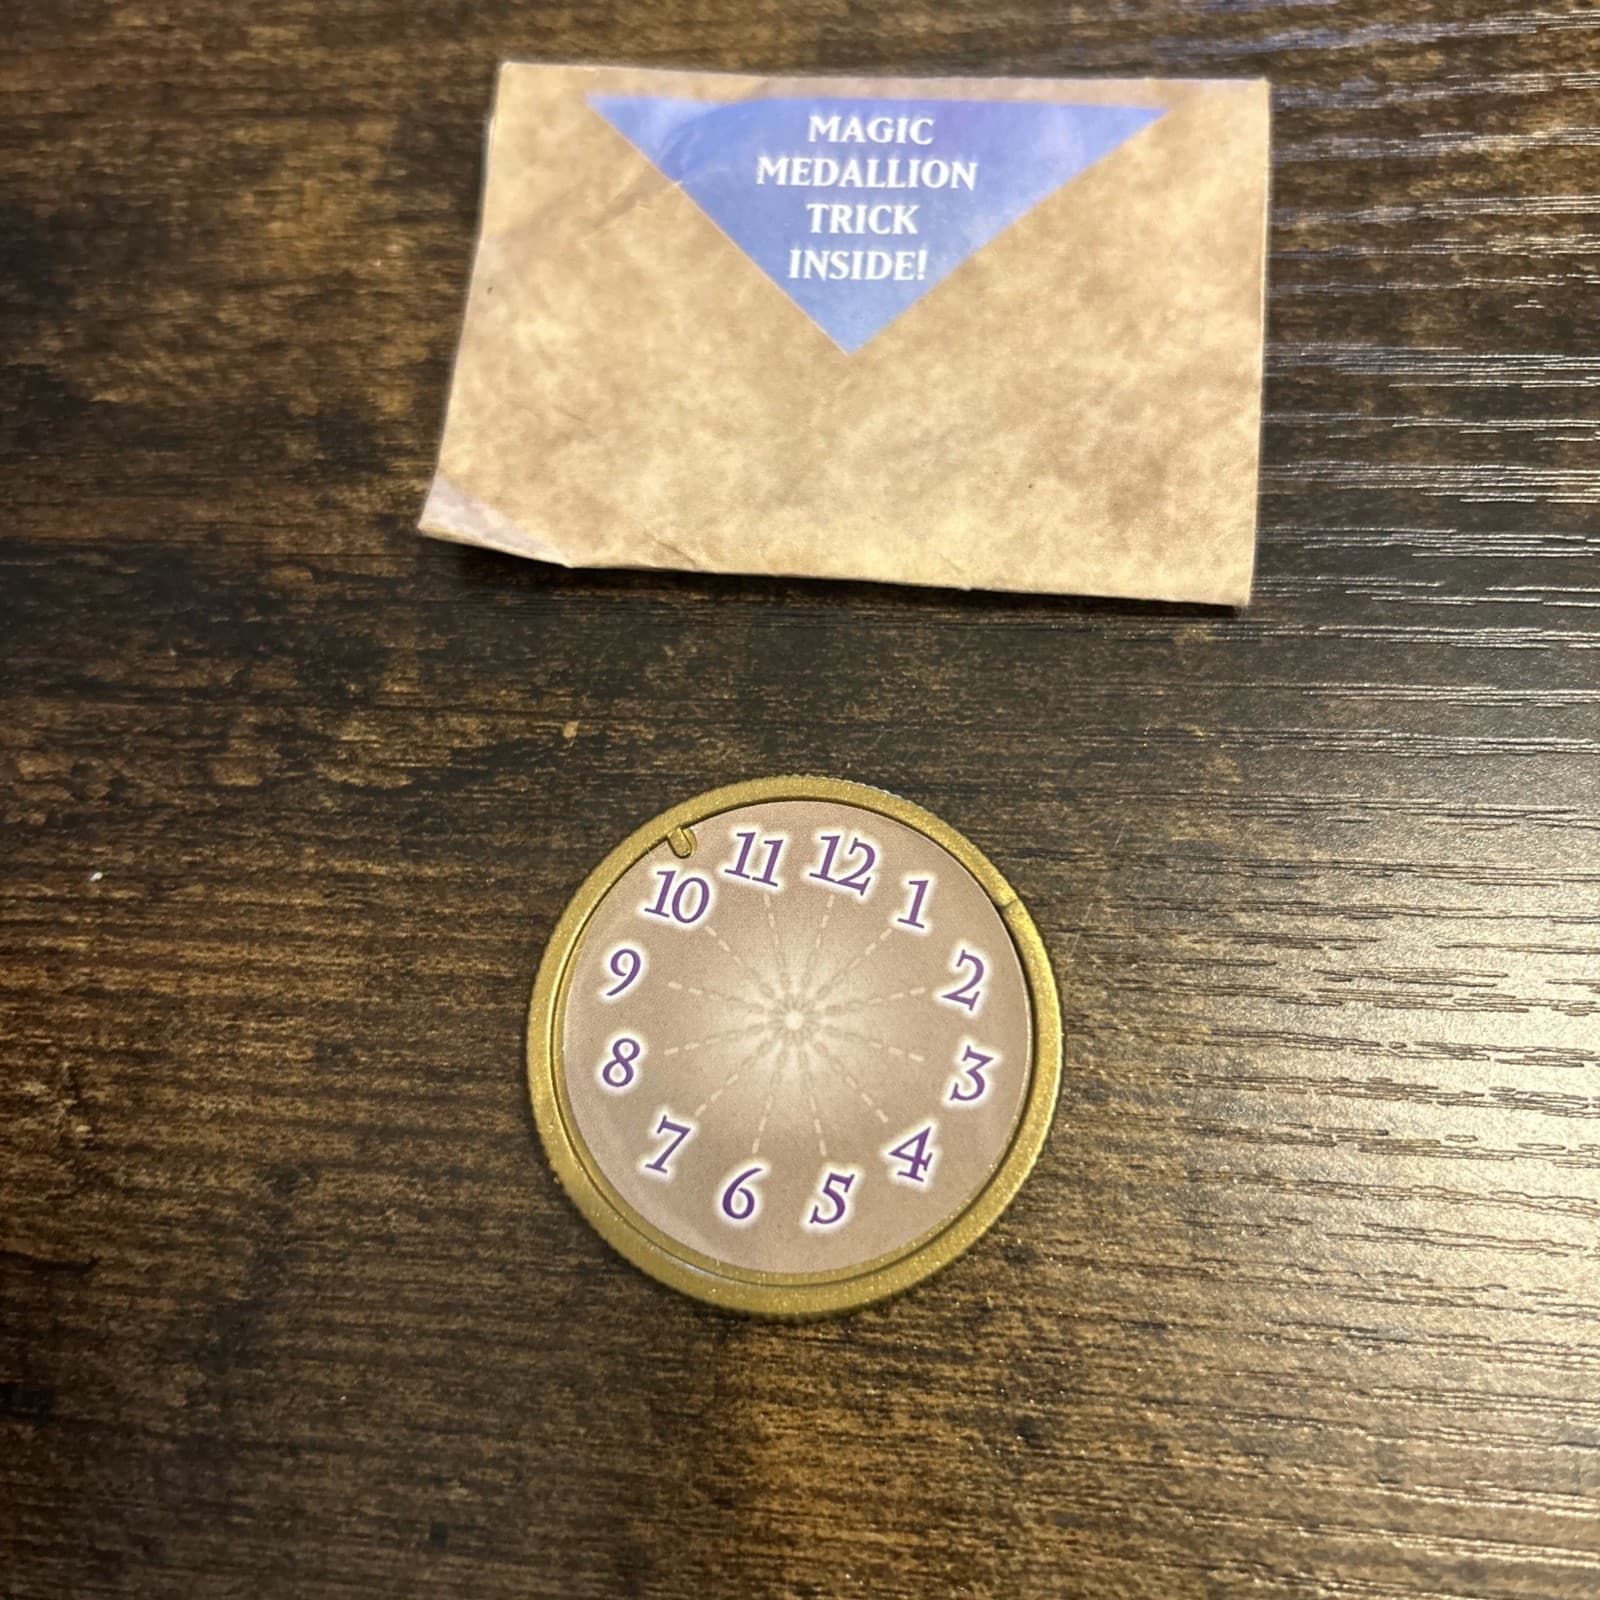 MAGIC
MEDALLION
TRICK
INSIDE!
11 12
10 1
9 2
8 3
7 4
6 5